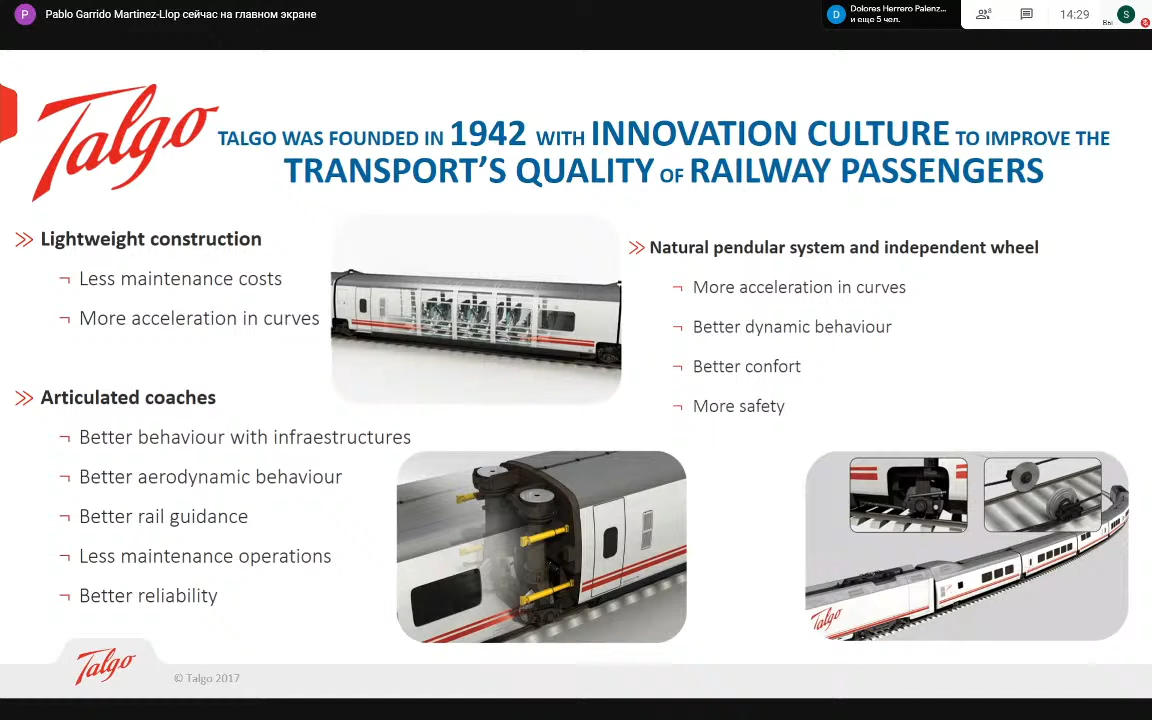 P
Pablo Garrido Martinez-Llop сейчас на главном экране
D
Dolores Herrero Palenz...
и еще 5 чел.
8
14:29
Вы
S
Talgo
TALGO WAS FOUNDED IN 1942 WITH INNOVATION CULTURE TO IMPROVE THE
TRANSPORT’S QUALITY OF RAILWAY PASSENGERS
Lightweight construction
¬ Less maintenance costs
¬ More acceleration in curves
Articulated coaches
¬ Better behaviour with infraestructures
¬ Better aerodynamic behaviour
¬ Better rail guidance
¬ Less maintenance operations
¬ Better reliability
Natural pendular system and independent wheel
¬ More acceleration in curves
¬ Better dynamic behaviour
¬ Better confort
¬ More safety
Talgo
Talgo
© Talgo 2017